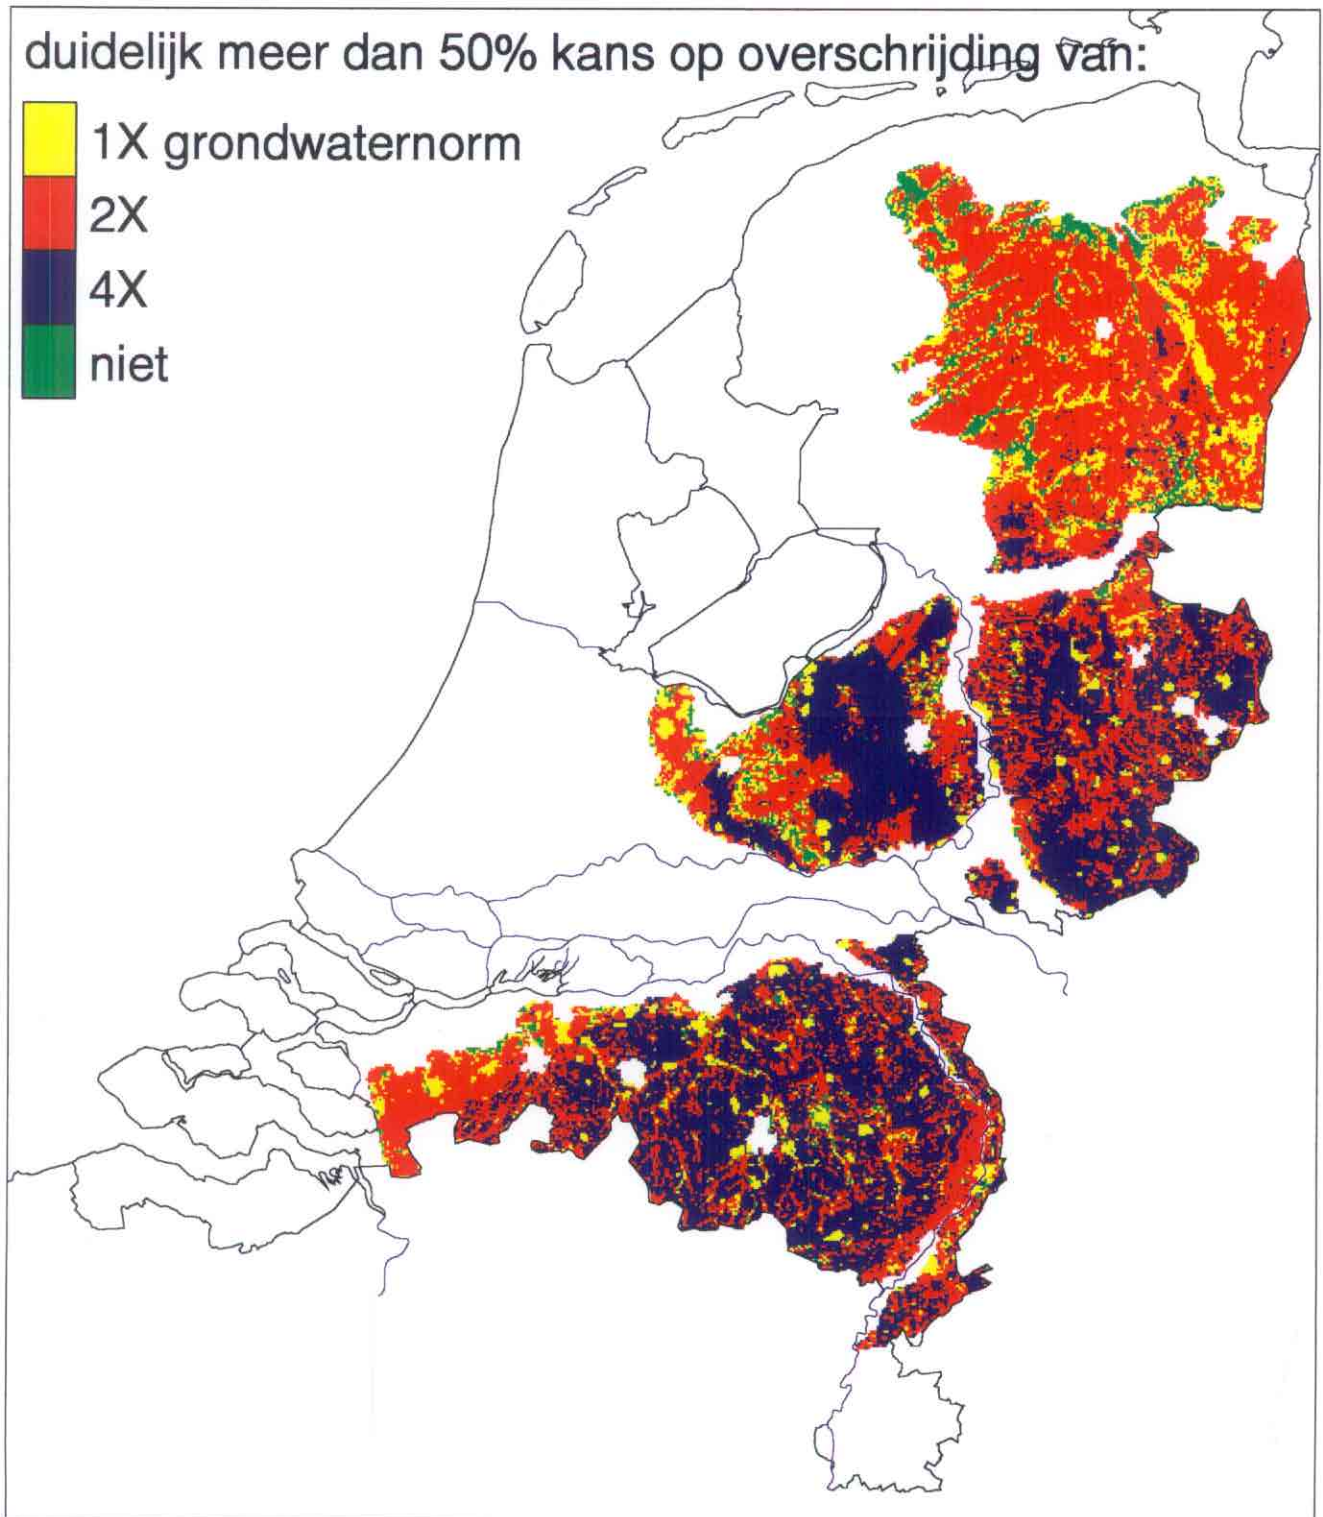 duidelijk meer dan 50% kans op overschrijding van:
1X grondwaternorm
2X
4X
niet